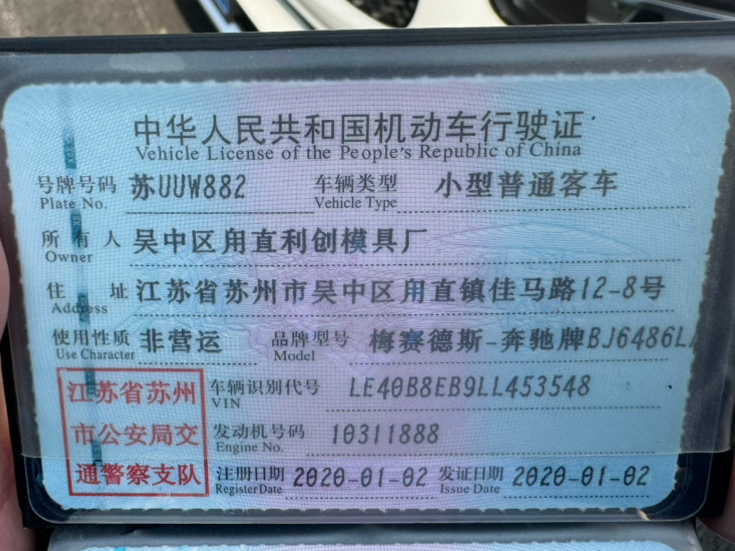 中华人民共和国机动车行驶证
Vehicle License of the People's Republic of China
号牌号码 苏UUW882 车辆类型 小型普通客车
Plate No. Vehicle Type
所有人 吴中区甪直利创模具厂
Owner
住址 江苏省苏州市吴中区甪直镇佳马路12-8号
Address
使用性质 非营运 品牌型号 梅赛德斯-奔驰牌BJ6486L
Use Character Model
车辆识别代号 LE40B8EB9LL453548
VIN
发动机号码 10311888
Engine No.
江苏省苏州
市公安局交
通警察支队
注册日期 2020-01-02 发证日期 2020-01-02
Register Date Issue Date